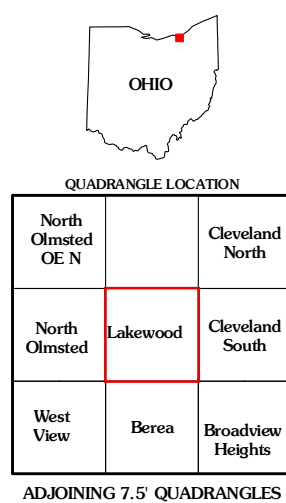 OHIO
QUADRANGLE LOCATION
North
Olmsted
OE N
Cleveland
North
North
Olmsted
Lakewood
Cleveland
South
West
View
Berea
Broadview
Heights
ADJOINING 7.5' QUADRANGLES